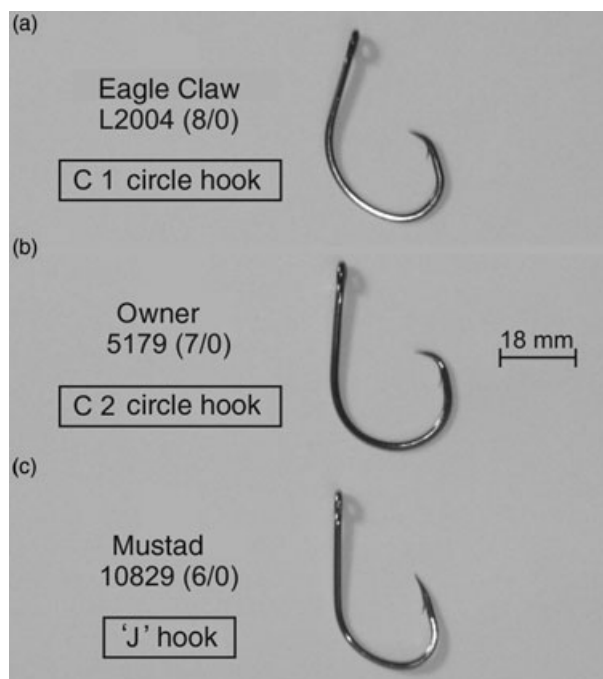 (a)
Eagle Claw
L2004 (8/0)
C 1 circle hook
(b)
Owner
5179 (7/0)
18 mm
C 2 circle hook
(c)
Mustad
10829 (6/0)
‘J’ hook